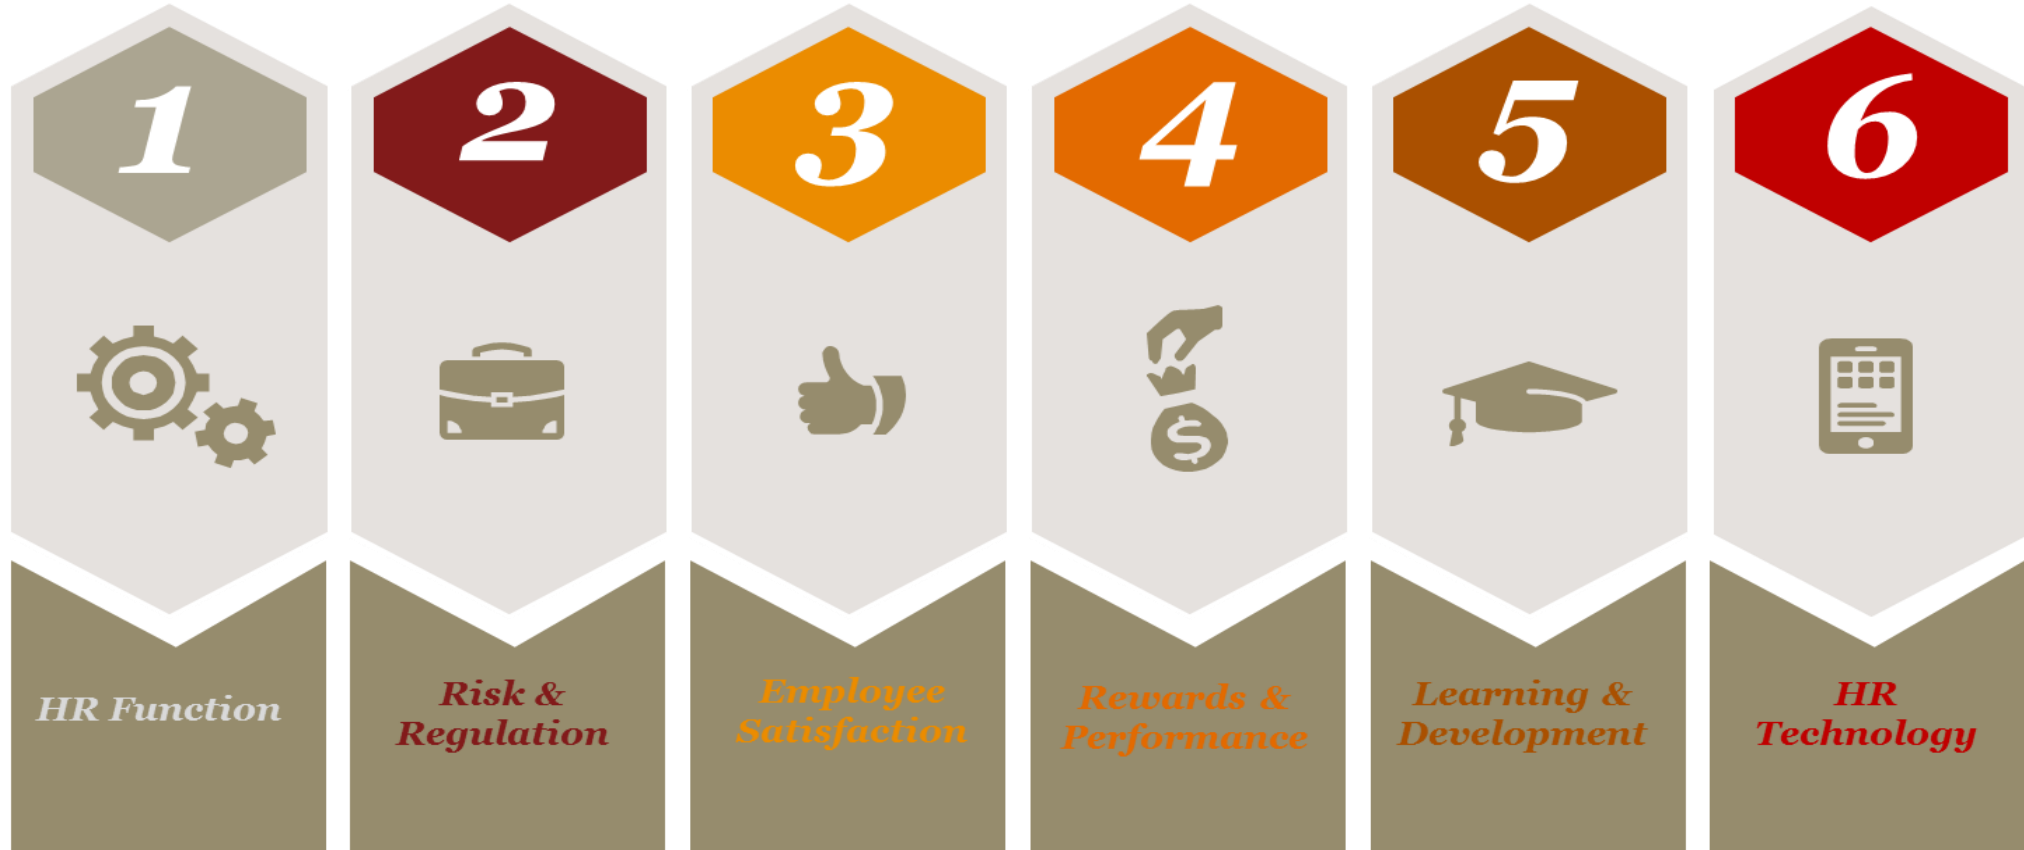 1
2
3
4
5
6
$
HR Function
Risk &
Regulation
Employee
Satisfaction
Rewards &
Performance
Learning &
Development
HR
Technology